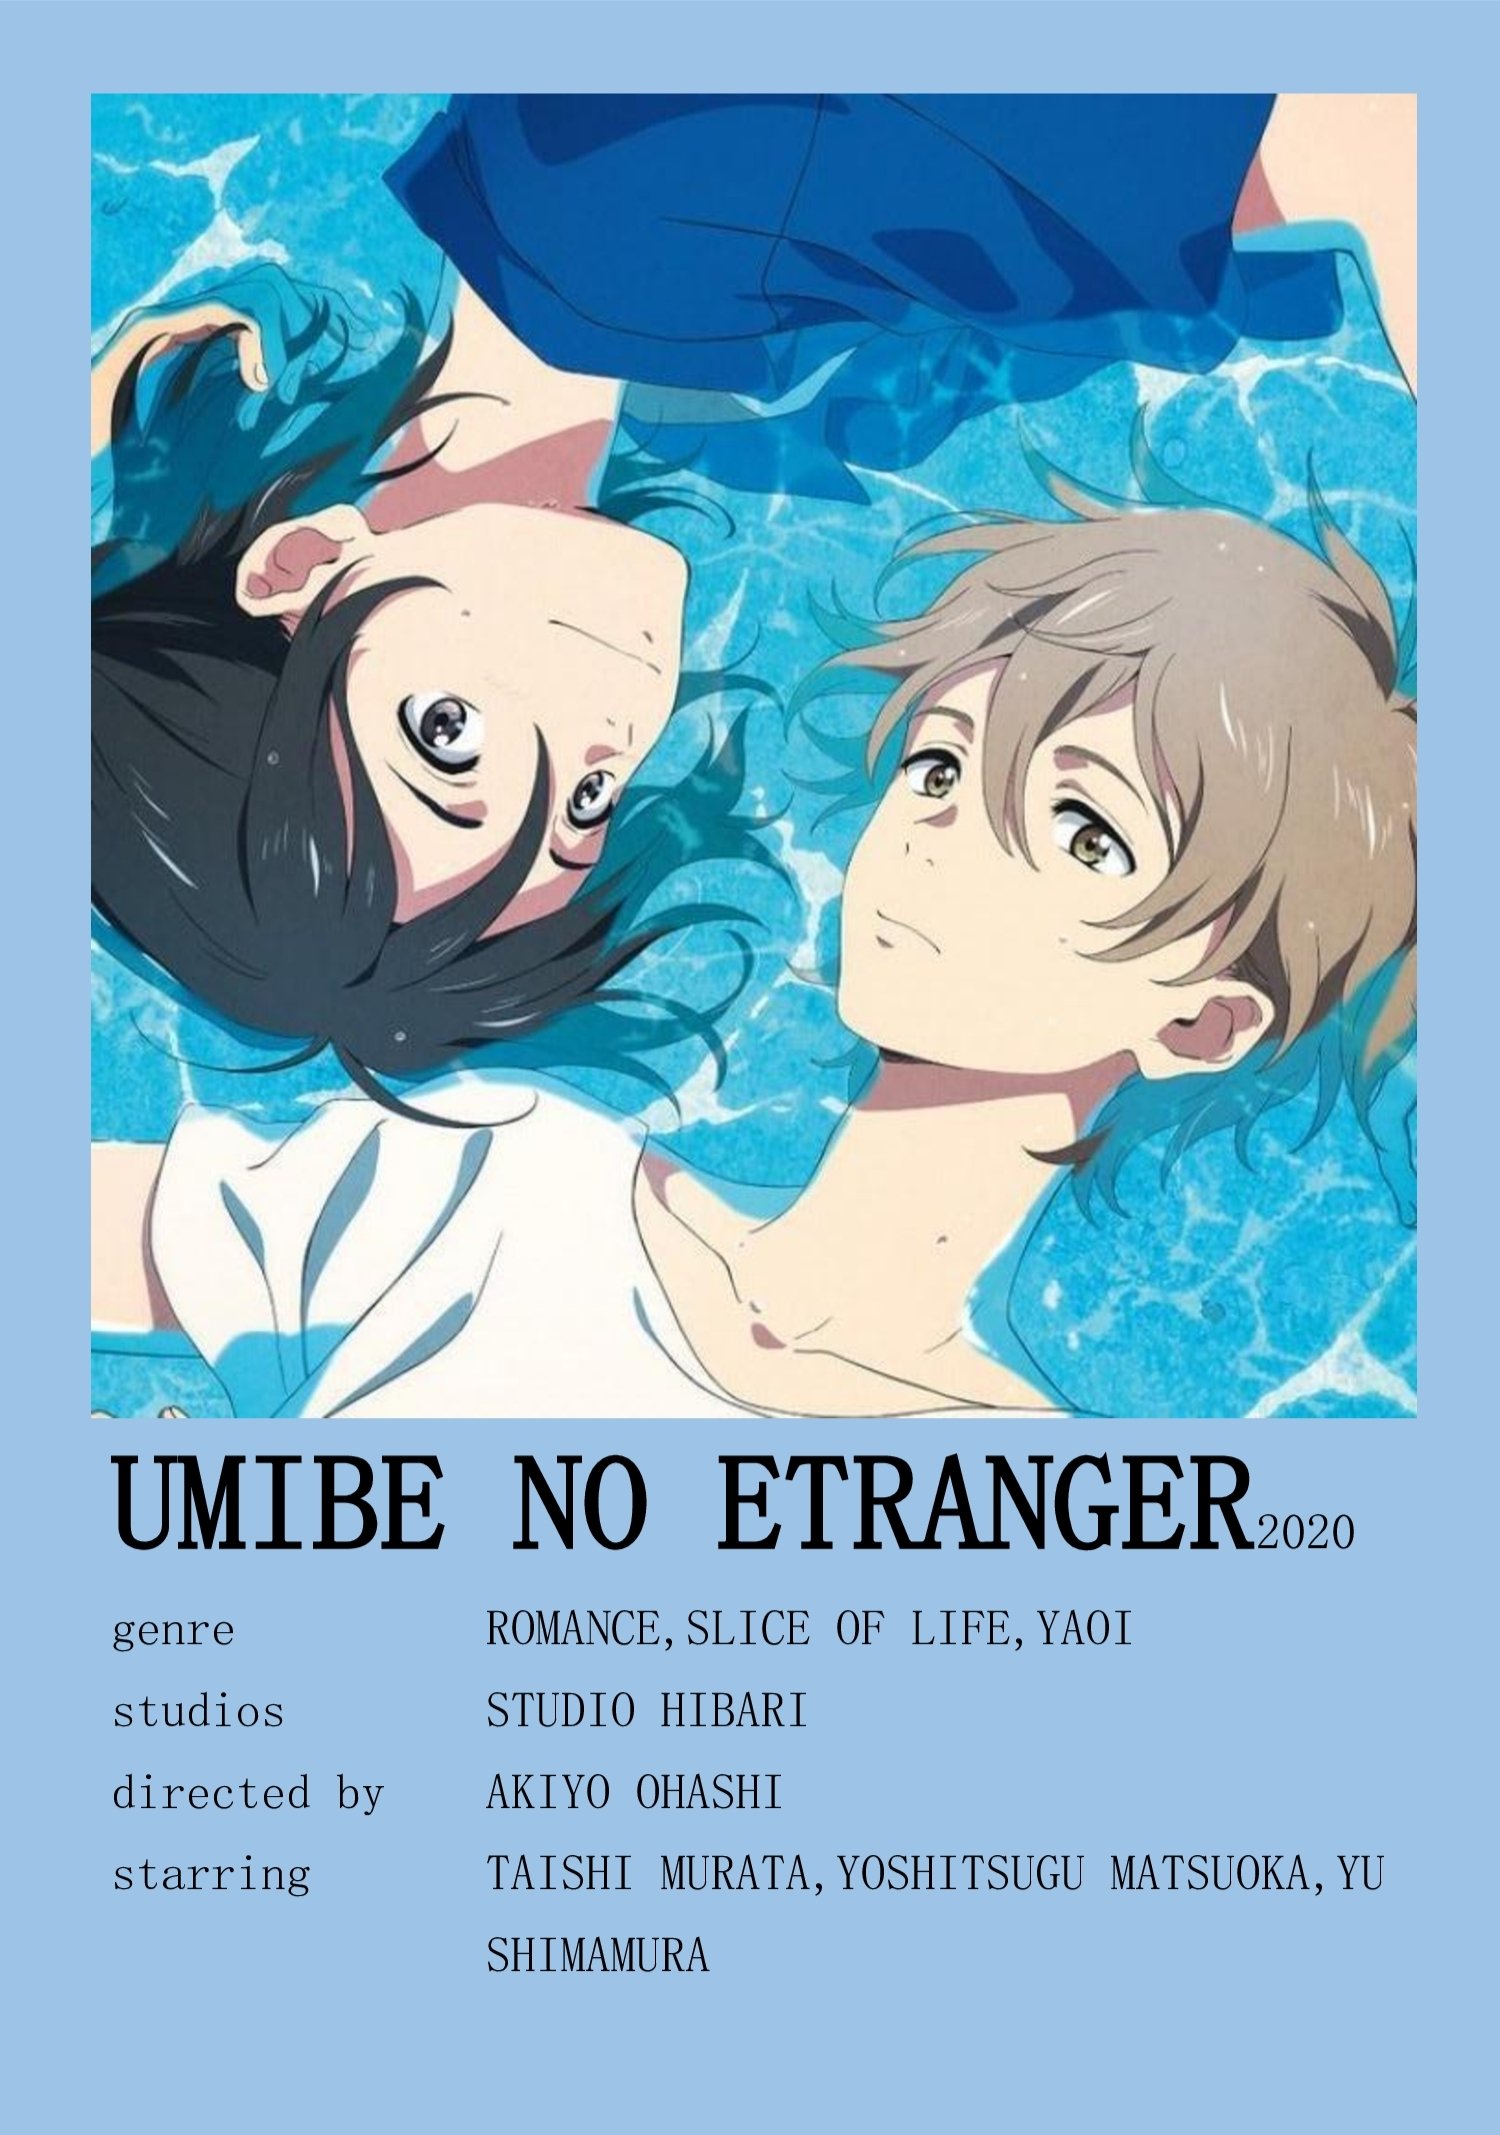 UMIBE NO ETRANGER2020
genre ROMANCE,SLICE OF LIFE,YAOI
studios STUDIO HIBARI
directed by AKIYO OHASHI
starring TAISHI MURATA,YOSHITSUGU MATSUOKA,YU
SHIMAMURA